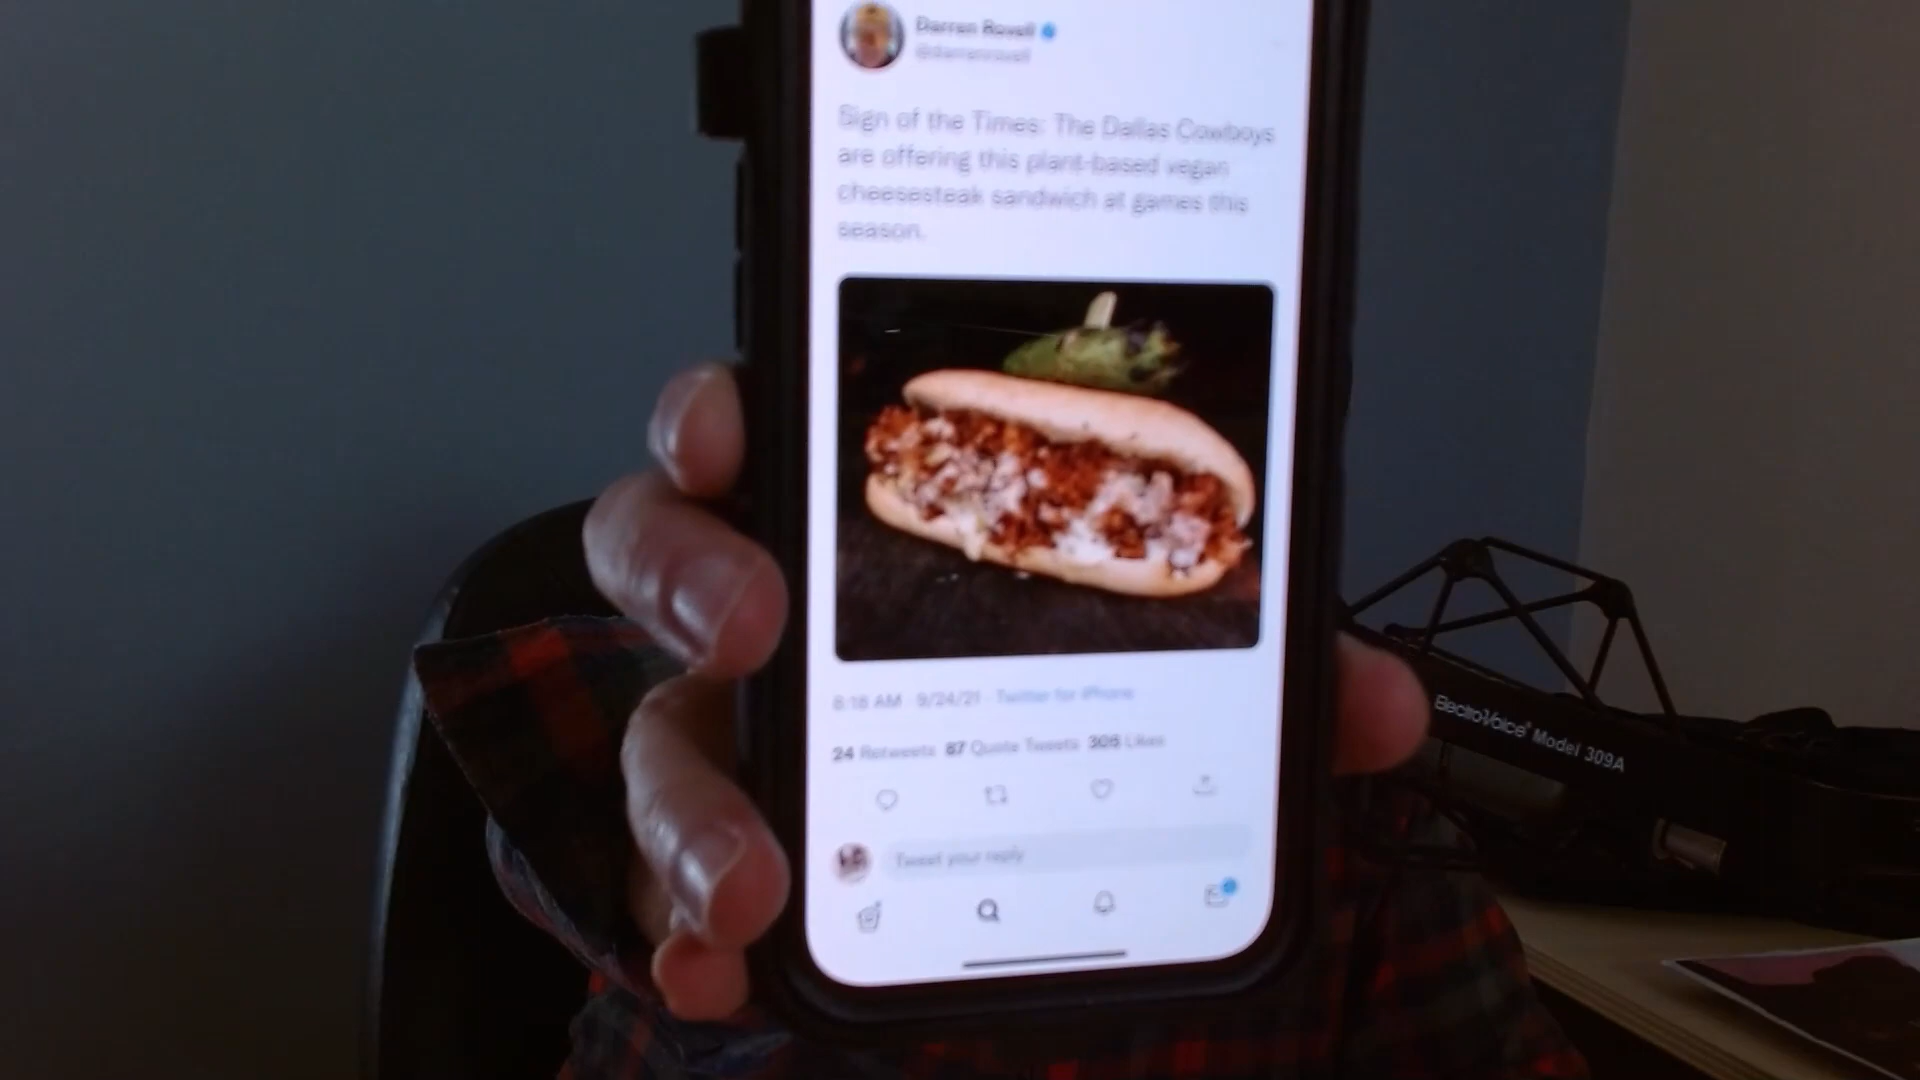 Darren Rovell
@darrenrovell
Sign of the Times: The Dallas Cowboys
are offering this plant-based vegan
cheesesteak sandwich at games this
season.
8:18 AM · 9/24/21 · Twitter for iPhone
24 Retweets 87 Quote Tweets 306 Likes
Tweet your reply
ElectroVoice® Model 309A